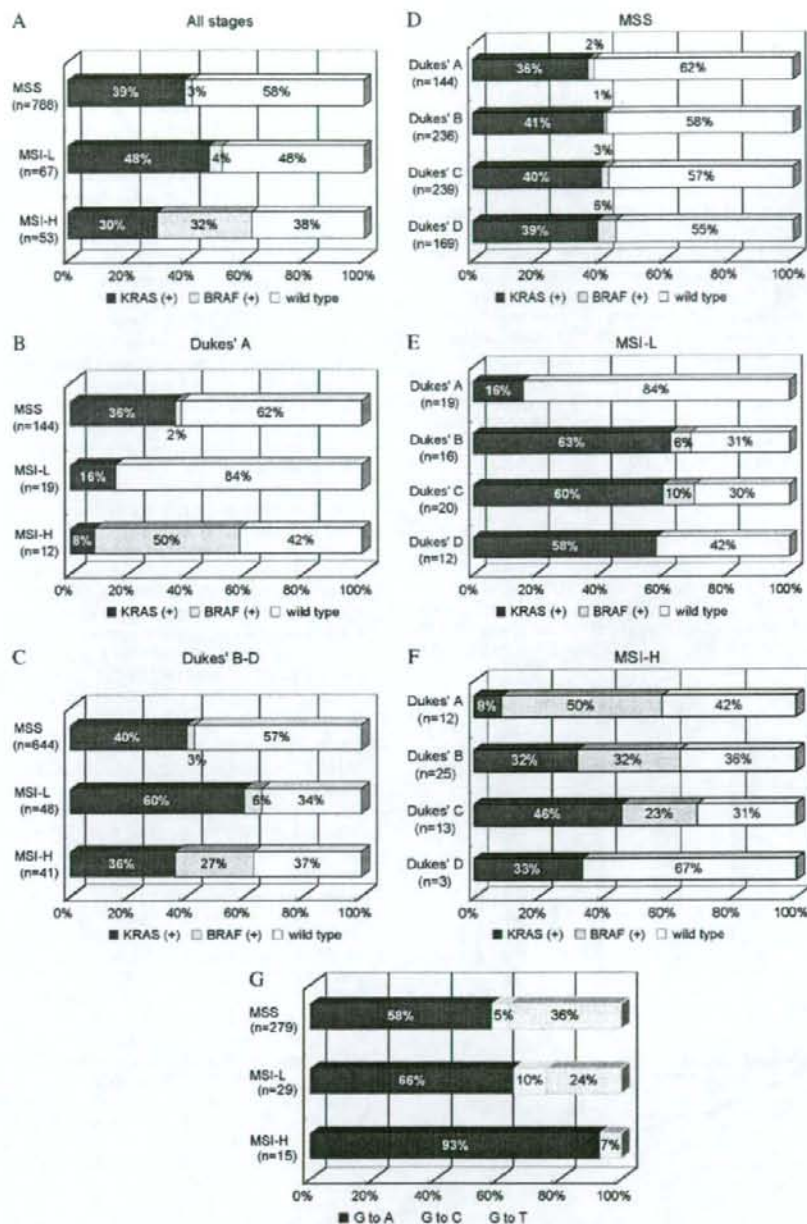 A
All stages
MSS
(n=788)
39%
3%
58%
MSI-L
(n=67)
48%
4%
48%
MSI-H
(n=53)
30%
32%
38%
0%
20%
40%
60%
80%
100%
KRAS (+)
BRAF (+)
wild type
B
Dukes' A
MSS
(n=144)
36%
62%
2%
MSI-L
(n=19)
16%
84%
MSI-H
(n=12)
8%
50%
42%
0%
20%
40%
60%
80%
100%
KRAS (+)
BRAF (+)
wild type
C
Dukes' B-D
MSS
(n=644)
40%
57%
3%
MSI-L
(n=48)
60%
6%
34%
MSI-H
(n=41)
36%
27%
37%
0%
20%
40%
60%
80%
100%
KRAS (+)
BRAF (+)
wild type
D
MSS
2%
Dukes' A
(n=144)
36%
62%
1%
Dukes' B
(n=236)
41%
58%
3%
Dukes' C
(n=239)
40%
57%
6%
Dukes' D
(n=169)
39%
55%
0%
20%
40%
60%
80%
100%
KRAS (+)
BRAF (+)
wild type
E
MSI-L
Dukes' A
(n=19)
16%
84%
Dukes' B
(n=16)
63%
6%
31%
Dukes' C
(n=20)
60%
10%
30%
Dukes' D
(n=12)
58%
42%
0%
20%
40%
60%
80%
100%
KRAS (+)
BRAF (+)
wild type
F
MSI-H
Dukes' A
(n=12)
8%
50%
42%
Dukes' B
(n=25)
32%
32%
36%
Dukes' C
(n=13)
46%
23%
31%
Dukes' D
(n=3)
33%
67%
0%
20%
40%
60%
80%
100%
KRAS (+)
BRAF (+)
wild type
G
MSS
(n=279)
58%
5%
36%
MSI-L
(n=29)
66%
10%
24%
MSI-H
(n=15)
93%
7%
0%
20%
40%
60%
80%
100%
G to A
G to C
G to T